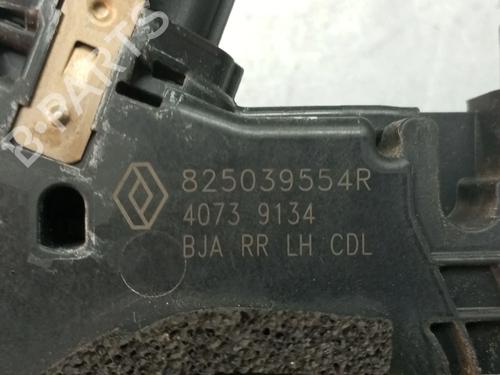 B-PARTS
825039554R
4073 9134
BJA RR LH CDL